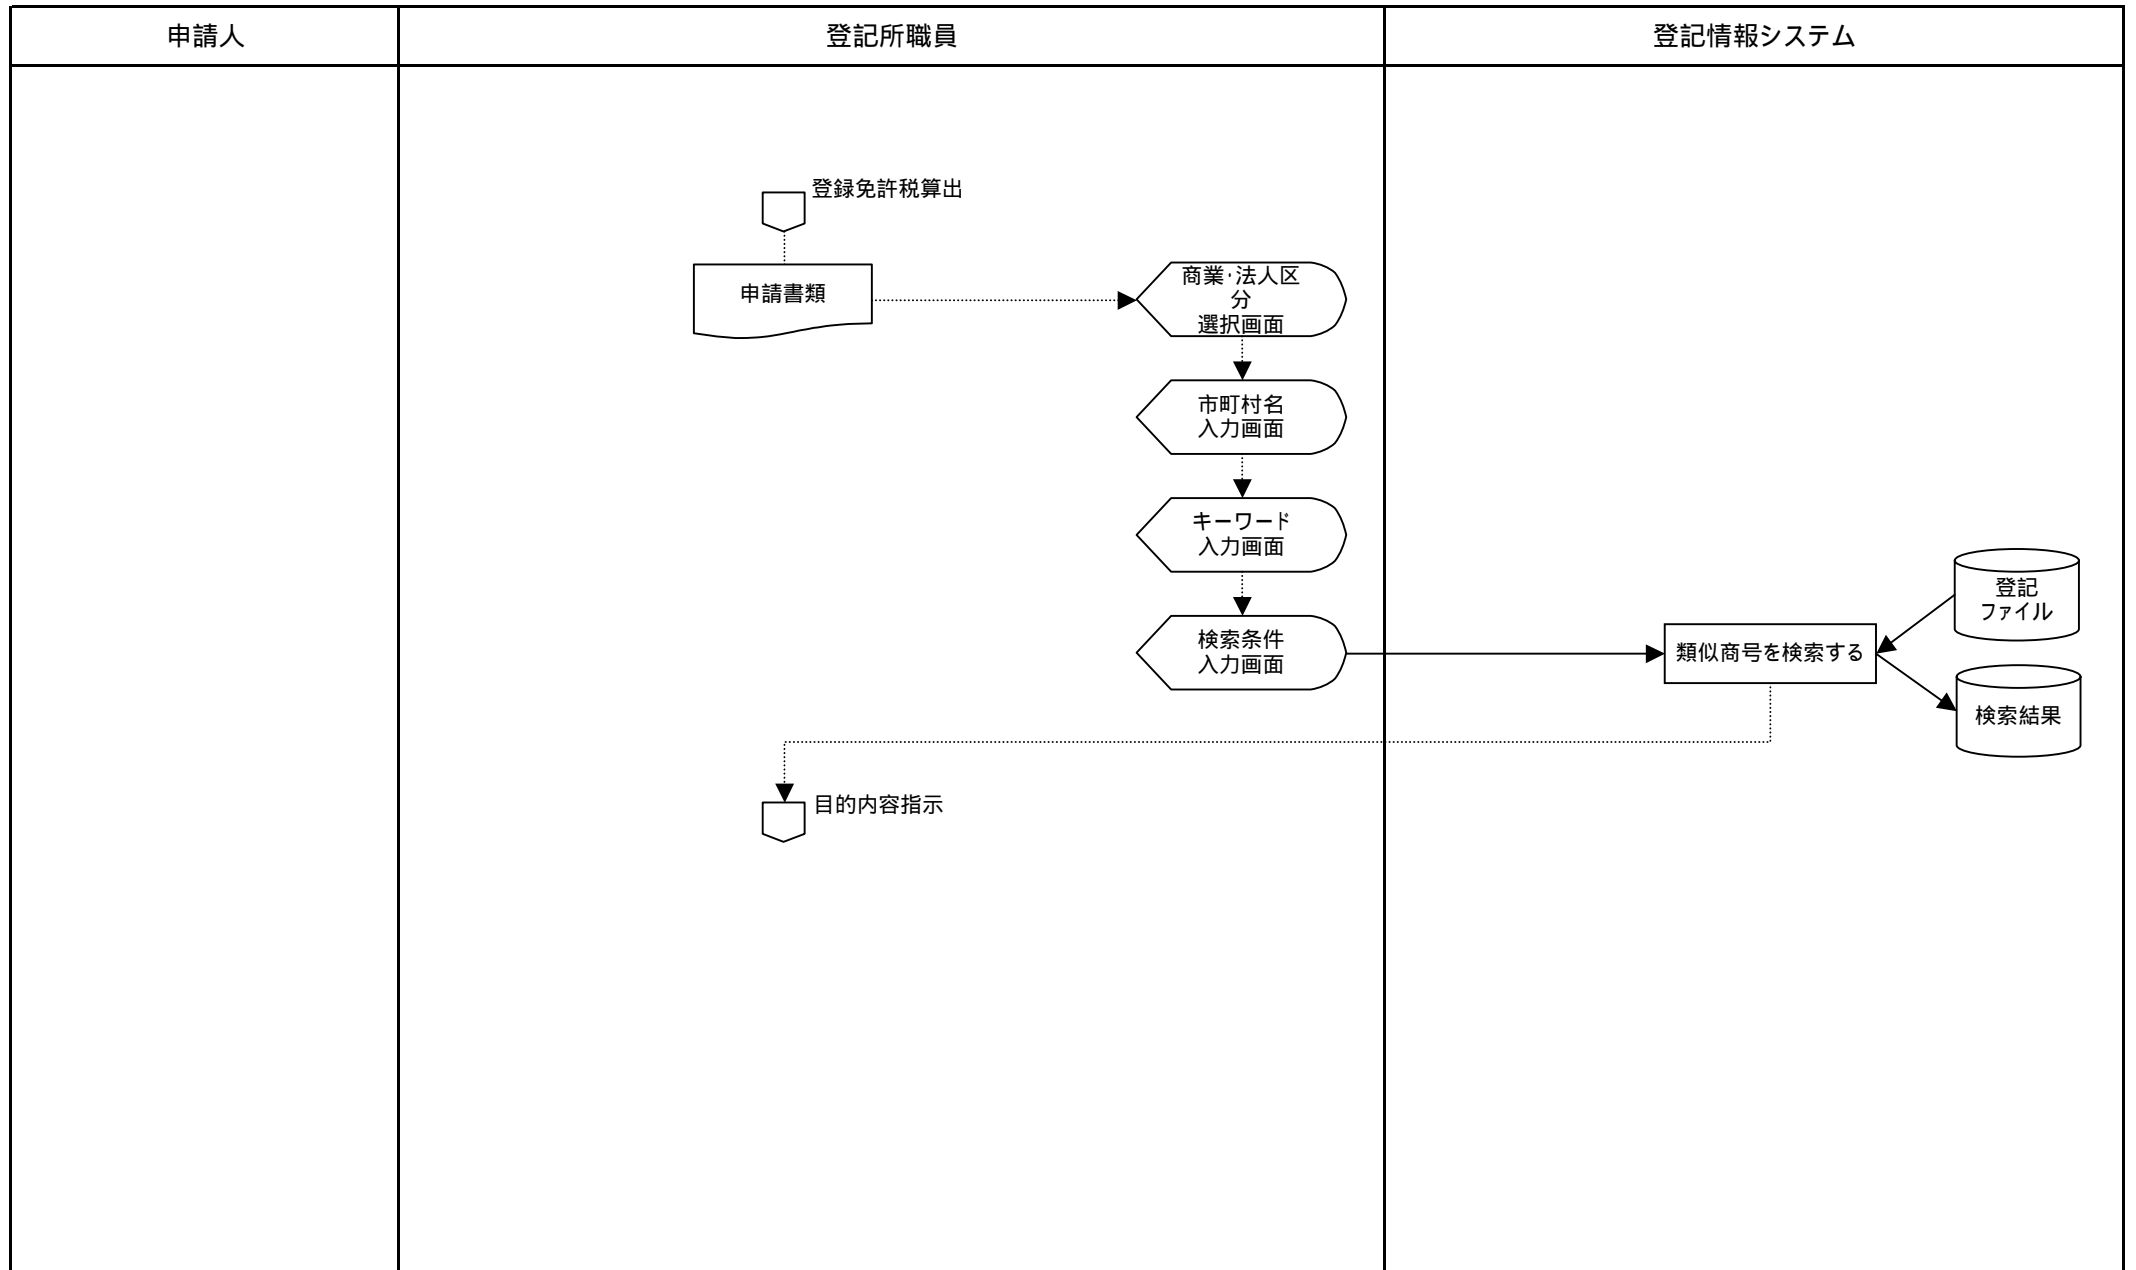 申請人
登記所職員
登記情報システム
登録免許税算出
申請書類
商業・法人区
分
選択画面
市町村名
入力画面
キーワード
入力画面
検索条件
入力画面
登記
ファイル
類似商号を検索する
検索結果
目的内容指示